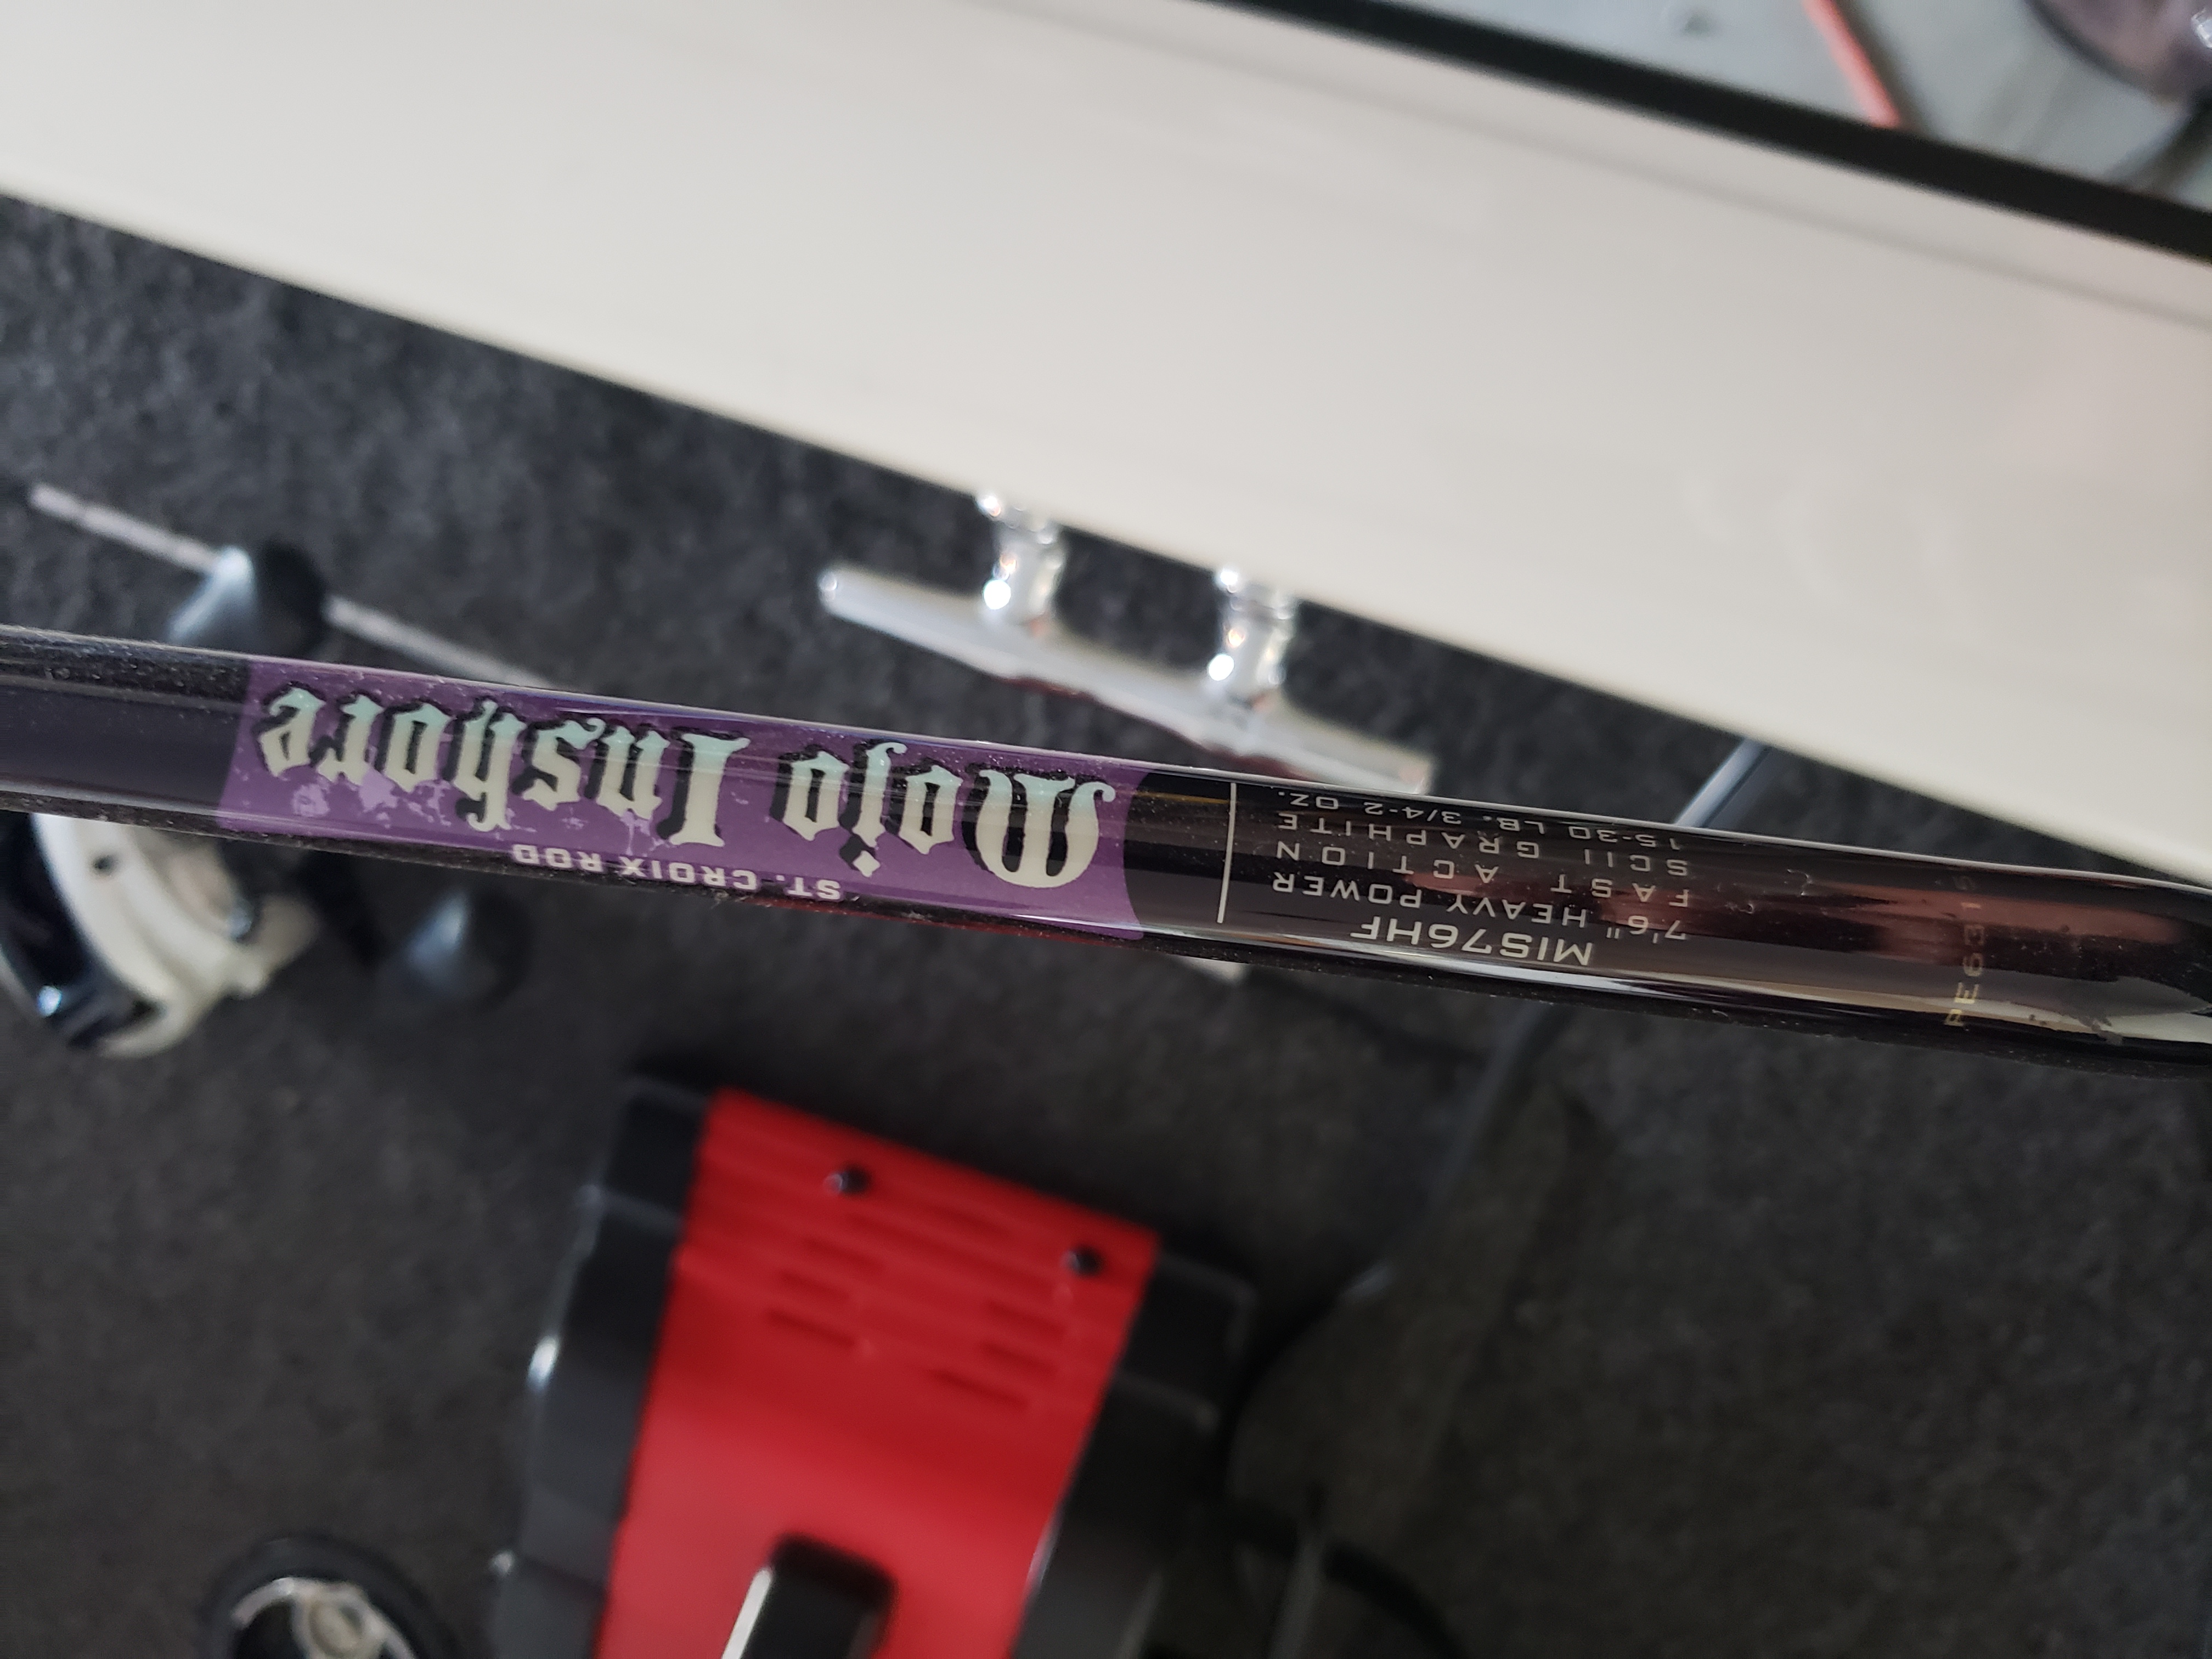 ST. CROIX ROD
Mojo Inshore
MIS76HF
7'6" HEAVY POWER
FAST ACTION
SCII GRAPHITE
15-30 LB. 3/4-2 OZ.